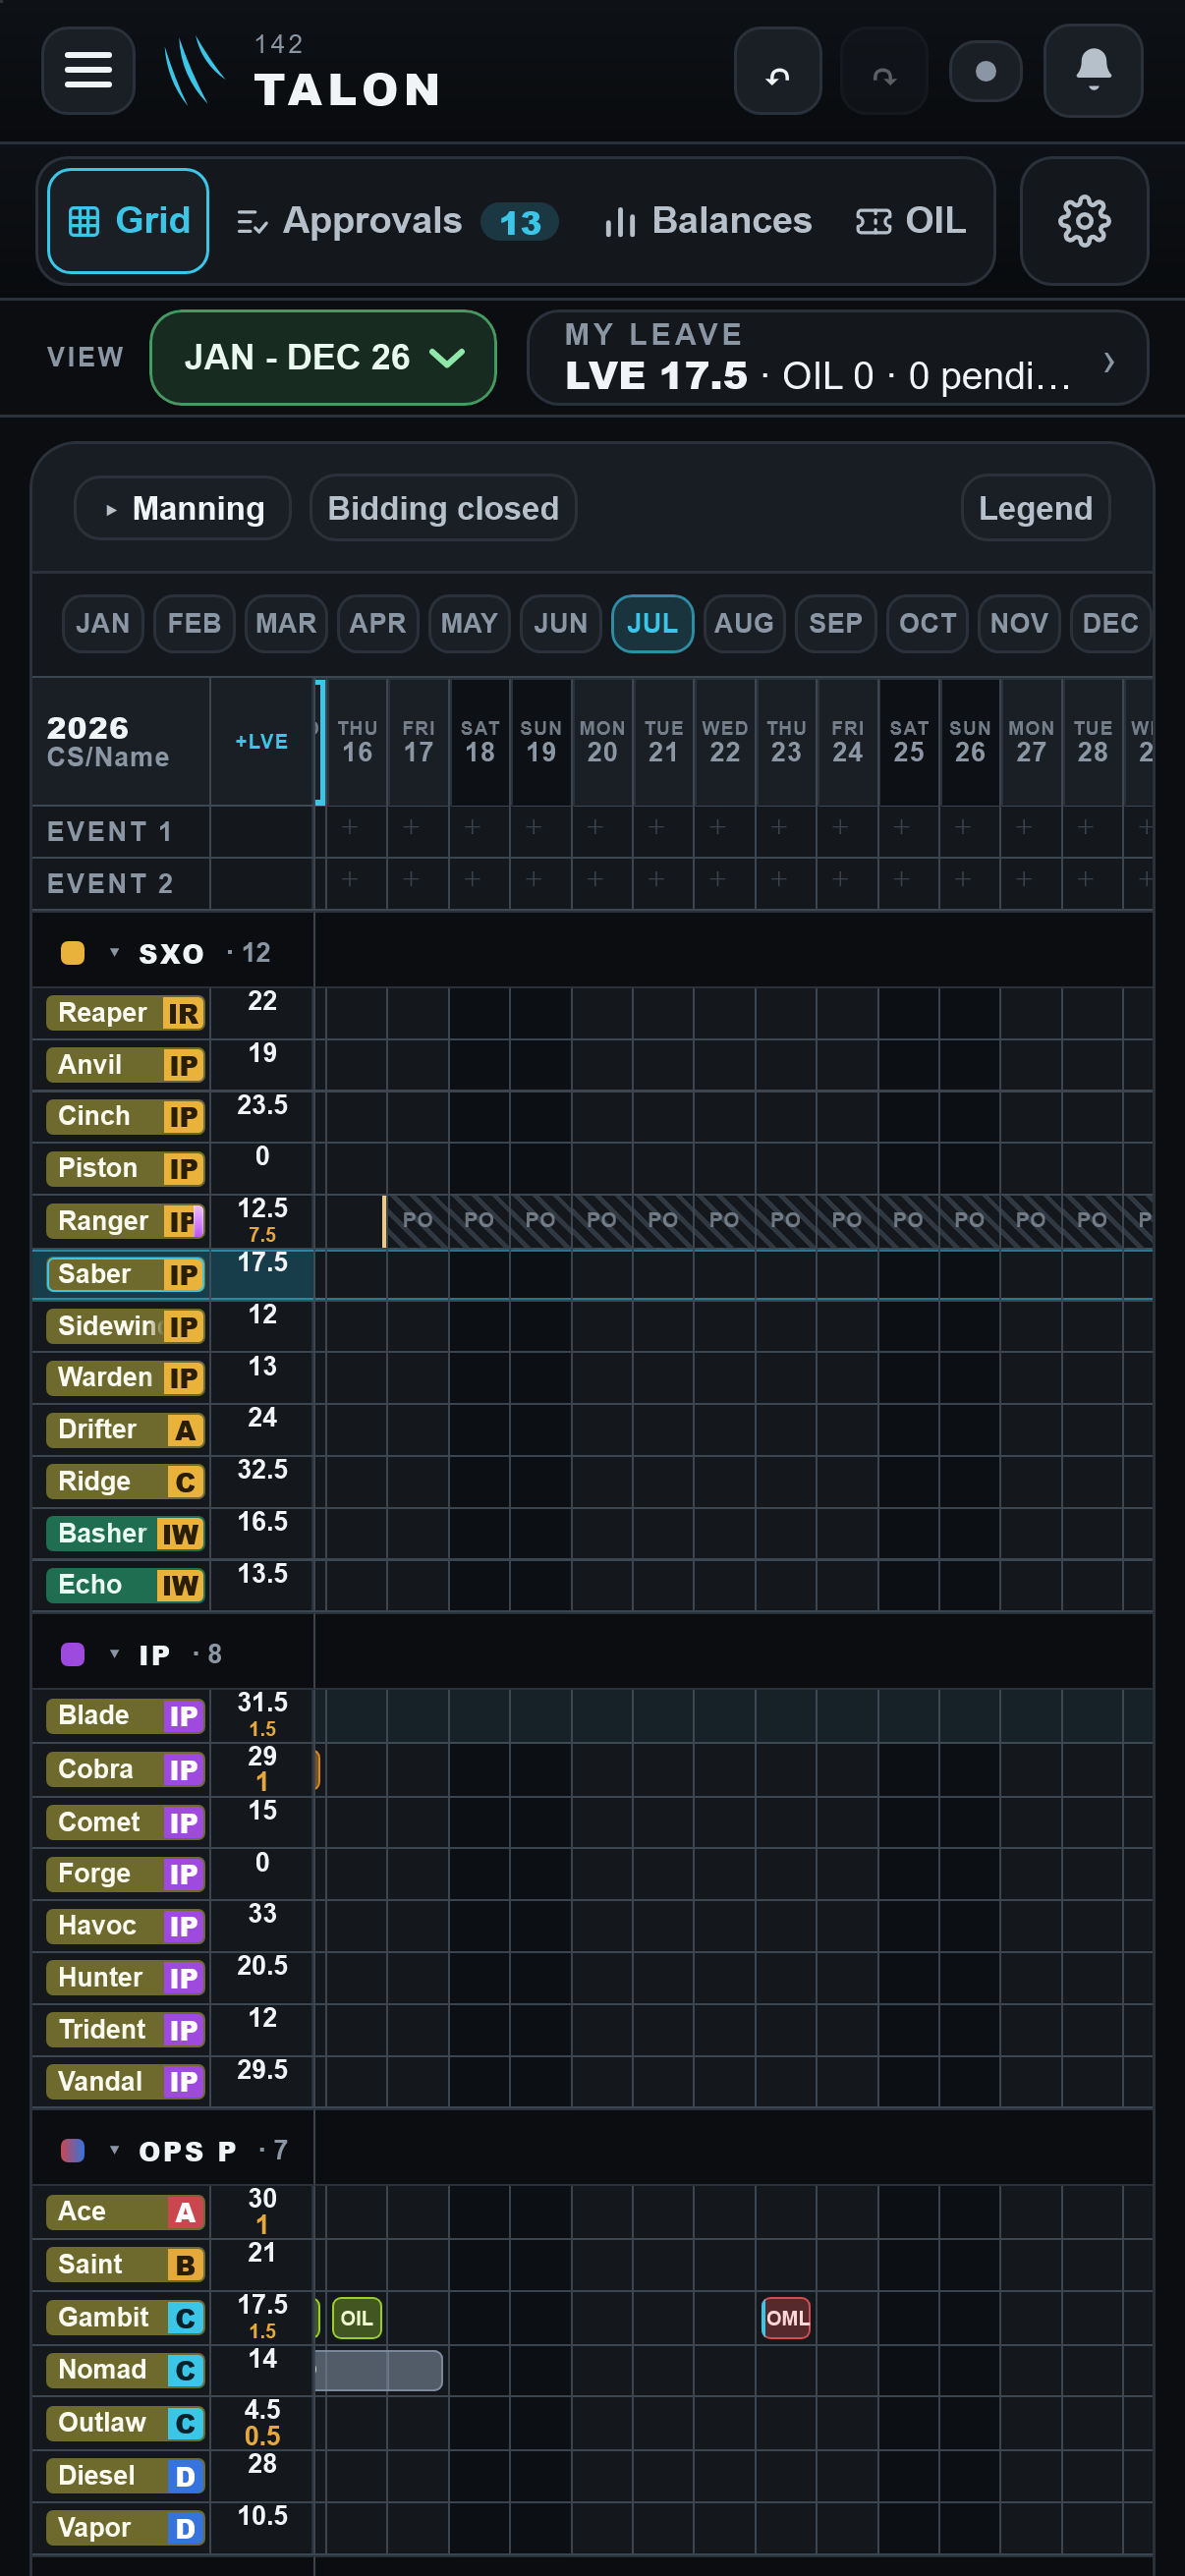 142
TALON
Grid Approvals 13 Balances OIL
VIEW JAN - DEC 26
MY LEAVE
LVE 17.5 · OIL 0 · 0 pendi…
Manning Bidding closed Legend
JAN FEB MAR APR MAY JUN JUL AUG SEP OCT NOV DEC
2026
CS/Name
+LVE
THU FRI SAT SUN MON TUE WED THU FRI SAT SUN MON TUE
16 17 18 19 20 21 22 23 24 25 26 27 28
EVENT 1 + + + + + + + + + + + + + +
EVENT 2 + + + + + + + + + + + + + +
SXO · 12
Reaper IR 22
Anvil IP 19
Cinch IP 23.5
Piston IP 0
Ranger IP 12.5
7.5
PO PO PO PO PO PO PO PO PO PO PO PO
Saber IP 17.5
Sidewin IP 12
Warden IP 13
Drifter A 24
Ridge C 32.5
Basher IW 16.5
Echo IW 13.5
IP · 8
Blade IP 31.5
1.5
Cobra IP 29
1
Comet IP 15
Forge IP 0
Havoc IP 33
Hunter IP 20.5
Trident IP 12
Vandal IP 29.5
OPS P · 7
Ace A 30
1
Saint B 21
Gambit C 17.5
1.5
OIL OML
Nomad C 14
Outlaw C 4.5
0.5
Diesel D 28
Vapor D 10.5